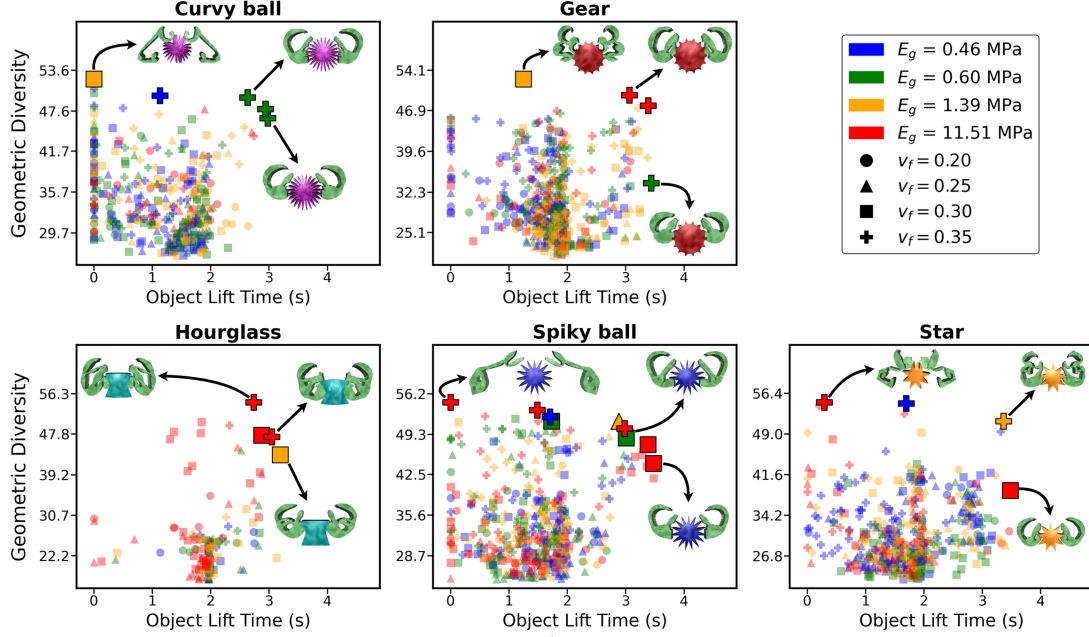 Curvy ball
Geometric Diversity
53.6
47.6
41.7
35.7
29.7
0 1 2 3 4
Object Lift Time (s)
Gear
54.1
46.9
39.6
32.3
25.1
0 1 2 3 4
Object Lift Time (s)
E_g = 0.46 MPa
E_g = 0.60 MPa
E_g = 1.39 MPa
E_g = 11.51 MPa
v_f = 0.20
v_f = 0.25
v_f = 0.30
v_f = 0.35
Hourglass
Geometric Diversity
56.3
47.8
39.2
30.7
22.2
0 1 2 3 4
Object Lift Time (s)
Spiky ball
56.2
49.3
42.5
35.6
28.7
0 1 2 3 4
Object Lift Time (s)
Star
56.4
49.0
41.6
34.2
26.8
0 1 2 3 4
Object Lift Time (s)